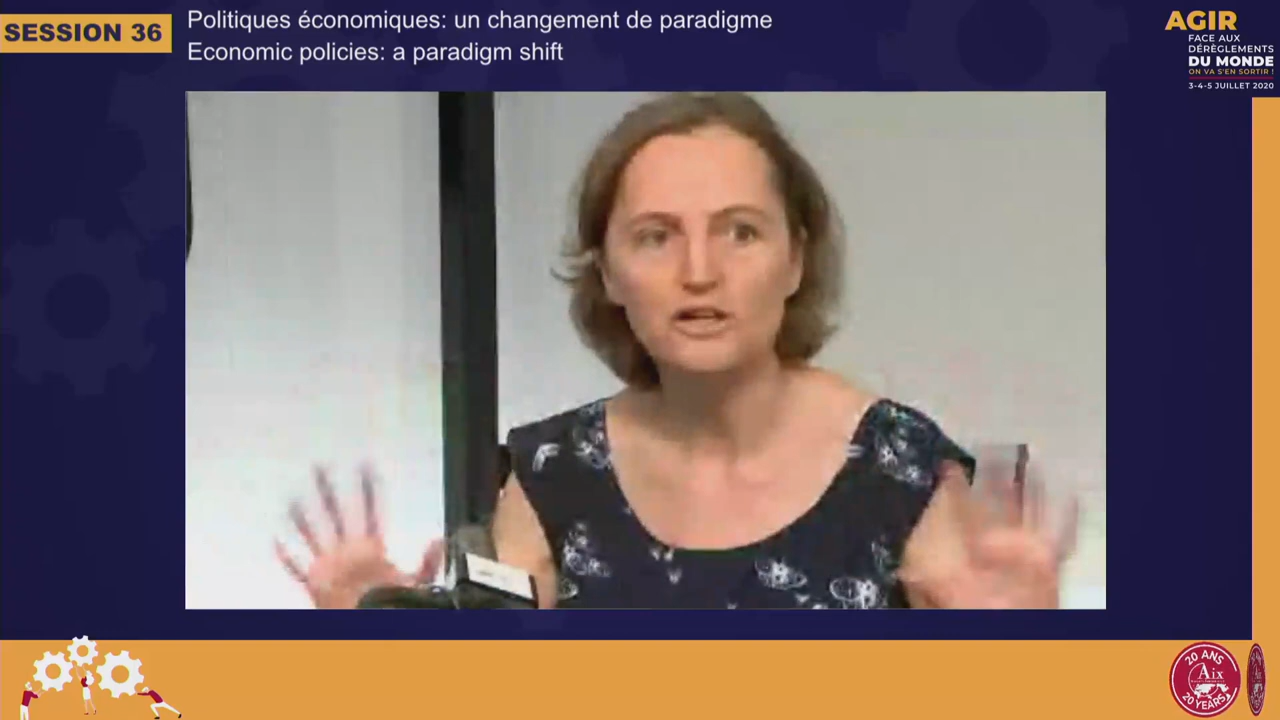 SESSION 36
Politiques économiques: un changement de paradigme
Economic policies: a paradigm shift
AGIR
FACE AUX
DÉRÈGLEMENTS
DU MONDE
ON VA S'EN SORTIR !
3-4-5 JUILLET 2020
20 ANS
Aix
20 YEARS